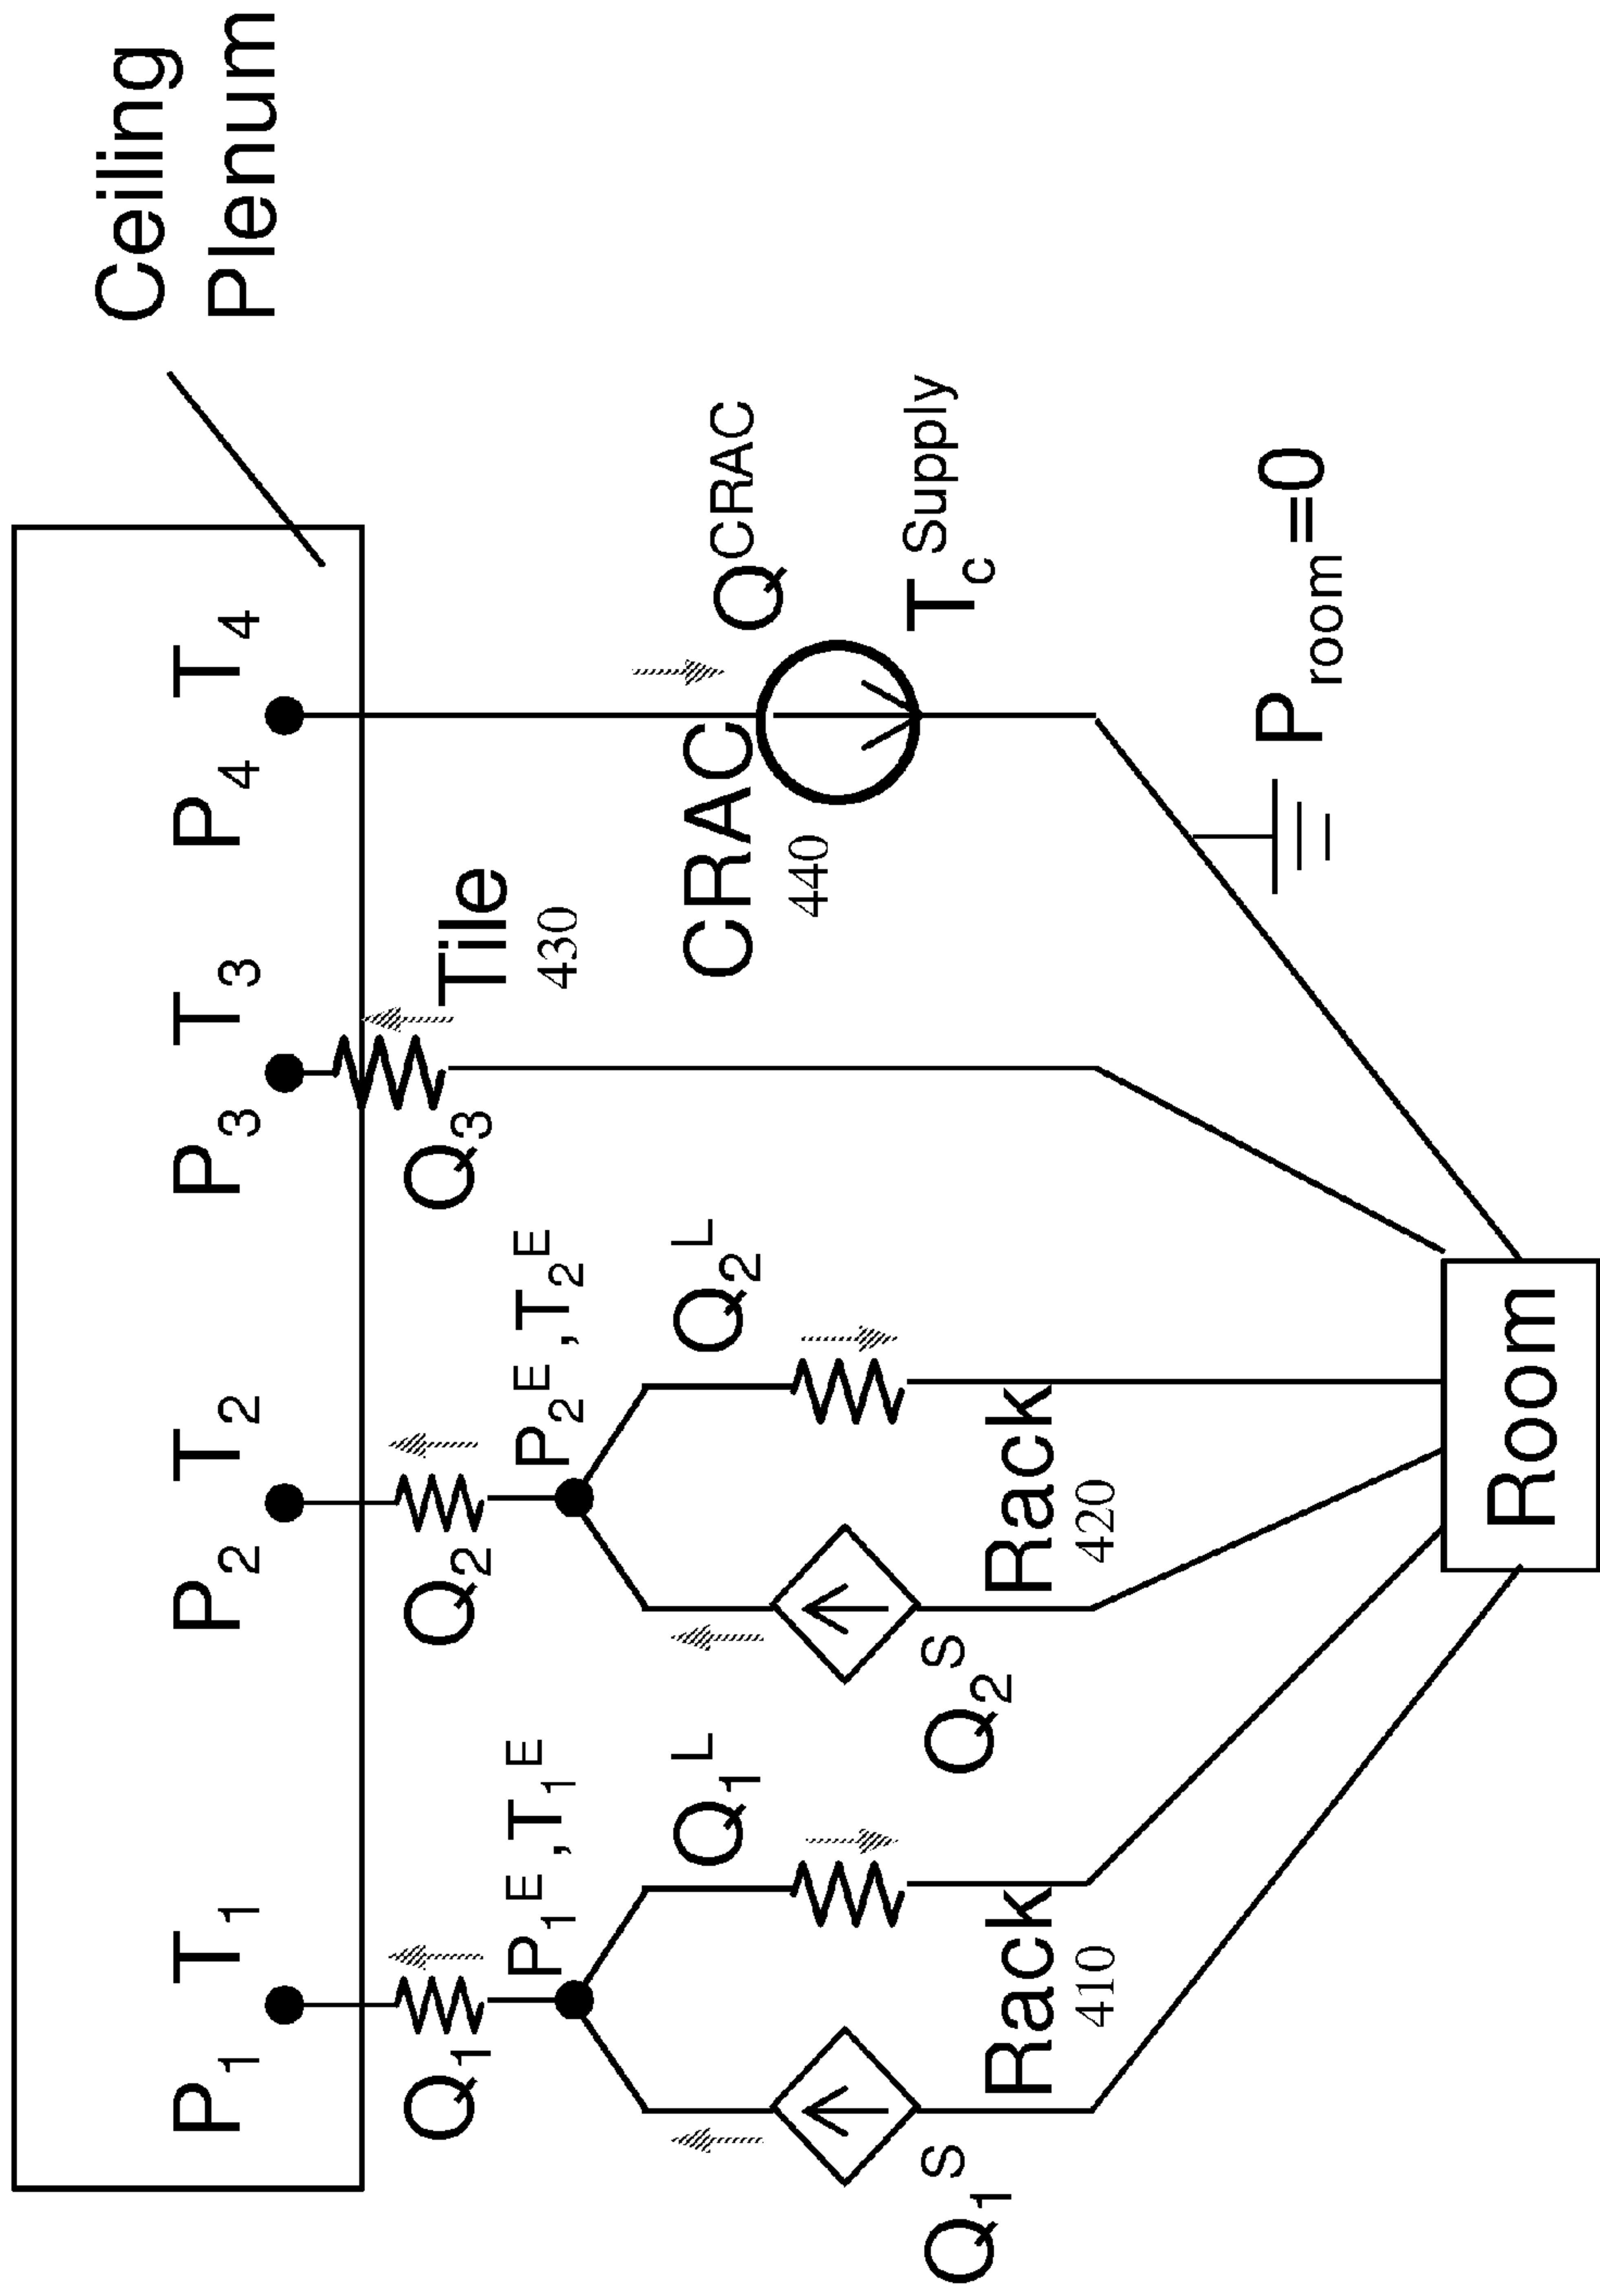 Ceiling
Plenum
P1 T1
P2 T2
P3 T3
P4 T4
Q1
Q2
Q3
Tile
430
P1E,T1E
P2E,T2E
Q1L
Q2L
CRAC
440
QCRAC
TcSupply
Q1S
Rack
410
Q2S
Rack
420
Proom=0
Room